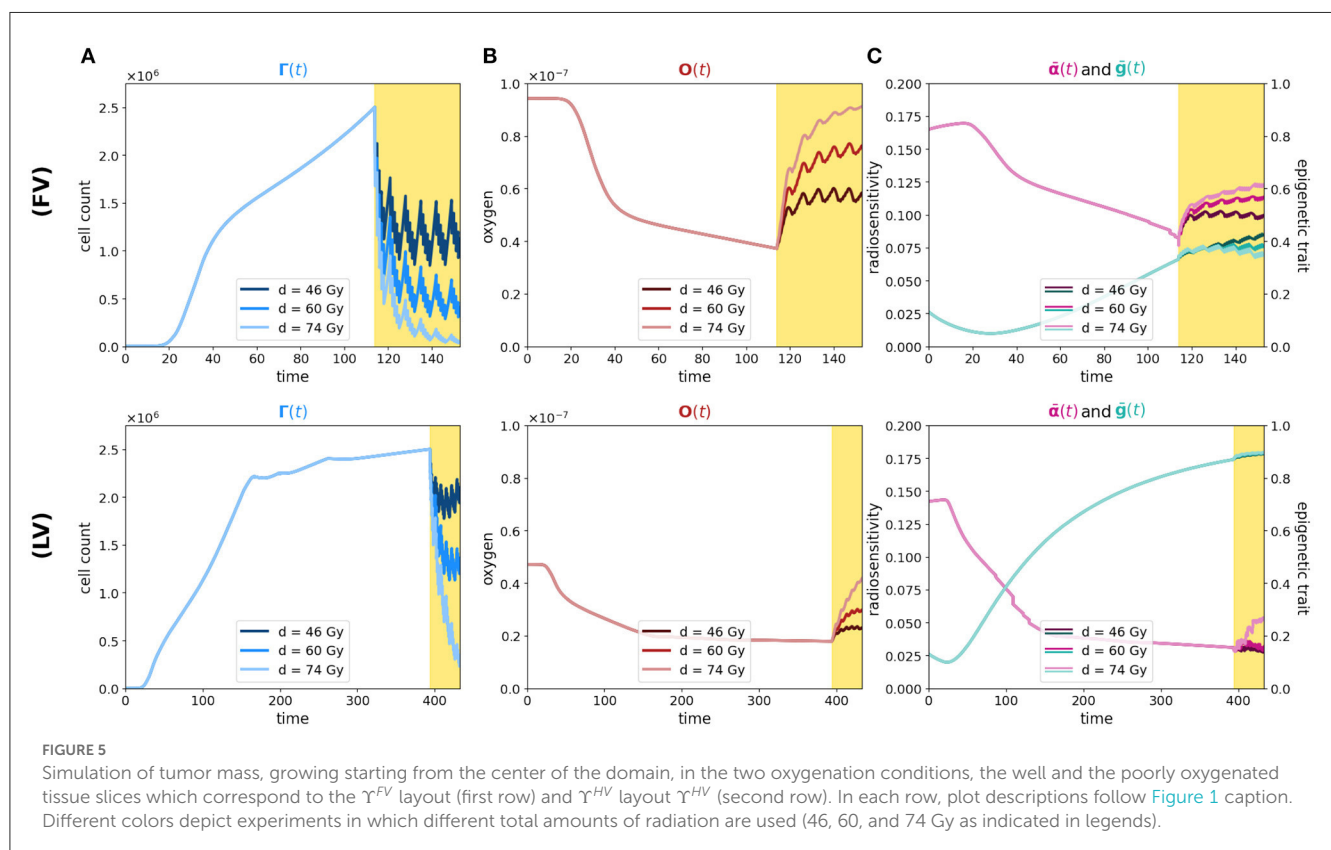 A
B
C
Γ(t)
O(t)
ᾱ(t) and ḡ(t)
×10⁶
×10⁻⁷
(FV)
cell count
2.5
2.0
1.5
1.0
0.5
0.0
d = 46 Gy
d = 60 Gy
d = 74 Gy
0 20 40 60 80 100 120 140
time
oxygen
1.0
0.8
0.6
0.4
0.2
0.0
d = 46 Gy
d = 60 Gy
d = 74 Gy
0 20 40 60 80 100 120 140
time
radiosensitivity
0.200
0.175
0.150
0.125
0.100
0.075
0.050
0.025
0.000
d = 46 Gy
d = 60 Gy
d = 74 Gy
0 20 40 60 80 100 120 140
time
1.0
0.8
0.6
0.4
0.2
0.0
epigenetic trait
Γ(t)
O(t)
ᾱ(t) and ḡ(t)
×10⁶
×10⁻⁷
(LV)
cell count
2.5
2.0
1.5
1.0
0.5
0.0
d = 46 Gy
d = 60 Gy
d = 74 Gy
0 100 200 300 400
time
oxygen
1.0
0.8
0.6
0.4
0.2
0.0
d = 46 Gy
d = 60 Gy
d = 74 Gy
0 100 200 300 400
time
radiosensitivity
0.200
0.175
0.150
0.125
0.100
0.075
0.050
0.025
0.000
d = 46 Gy
d = 60 Gy
d = 74 Gy
0 100 200 300 400
time
1.0
0.8
0.6
0.4
0.2
0.0
epigenetic trait
FIGURE 5
Simulation of tumor mass, growing starting from the center of the domain, in the two oxygenation conditions, the well and the poorly oxygenated
tissue slices which correspond to the ϒ^FV layout (first row) and ϒ^HV layout ϒ^HV (second row). In each row, plot descriptions follow Figure 1 caption.
Different colors depict experiments in which different total amounts of radiation are used (46, 60, and 74 Gy as indicated in legends).